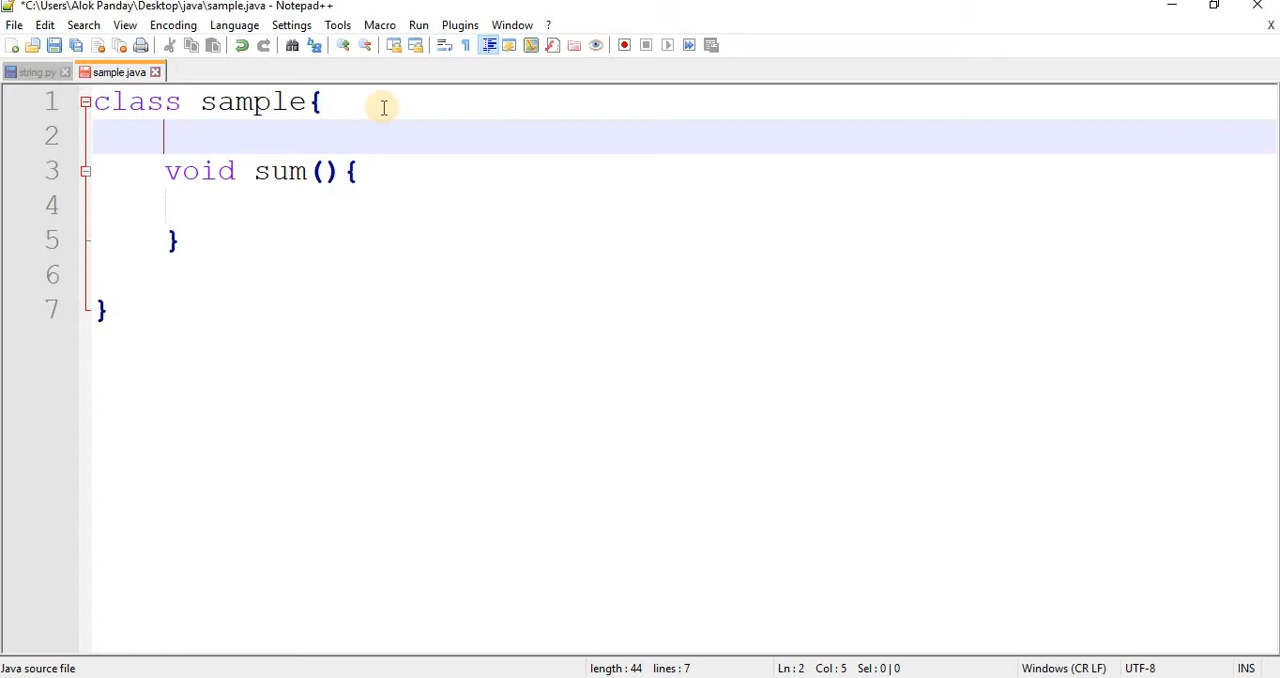 *C:\Users\Alok Panday\Desktop\java\sample.java - Notepad++
File Edit Search View Encoding Language Settings Tools Macro Run Plugins Window ? X
string.py sample.java
1 class sample{
2
3 void sum(){
4
5 }
6
7 }
Java source file length : 44 lines : 7 Ln : 2 Col : 5 Sel : 0 | 0 Windows (CR LF) UTF-8 INS